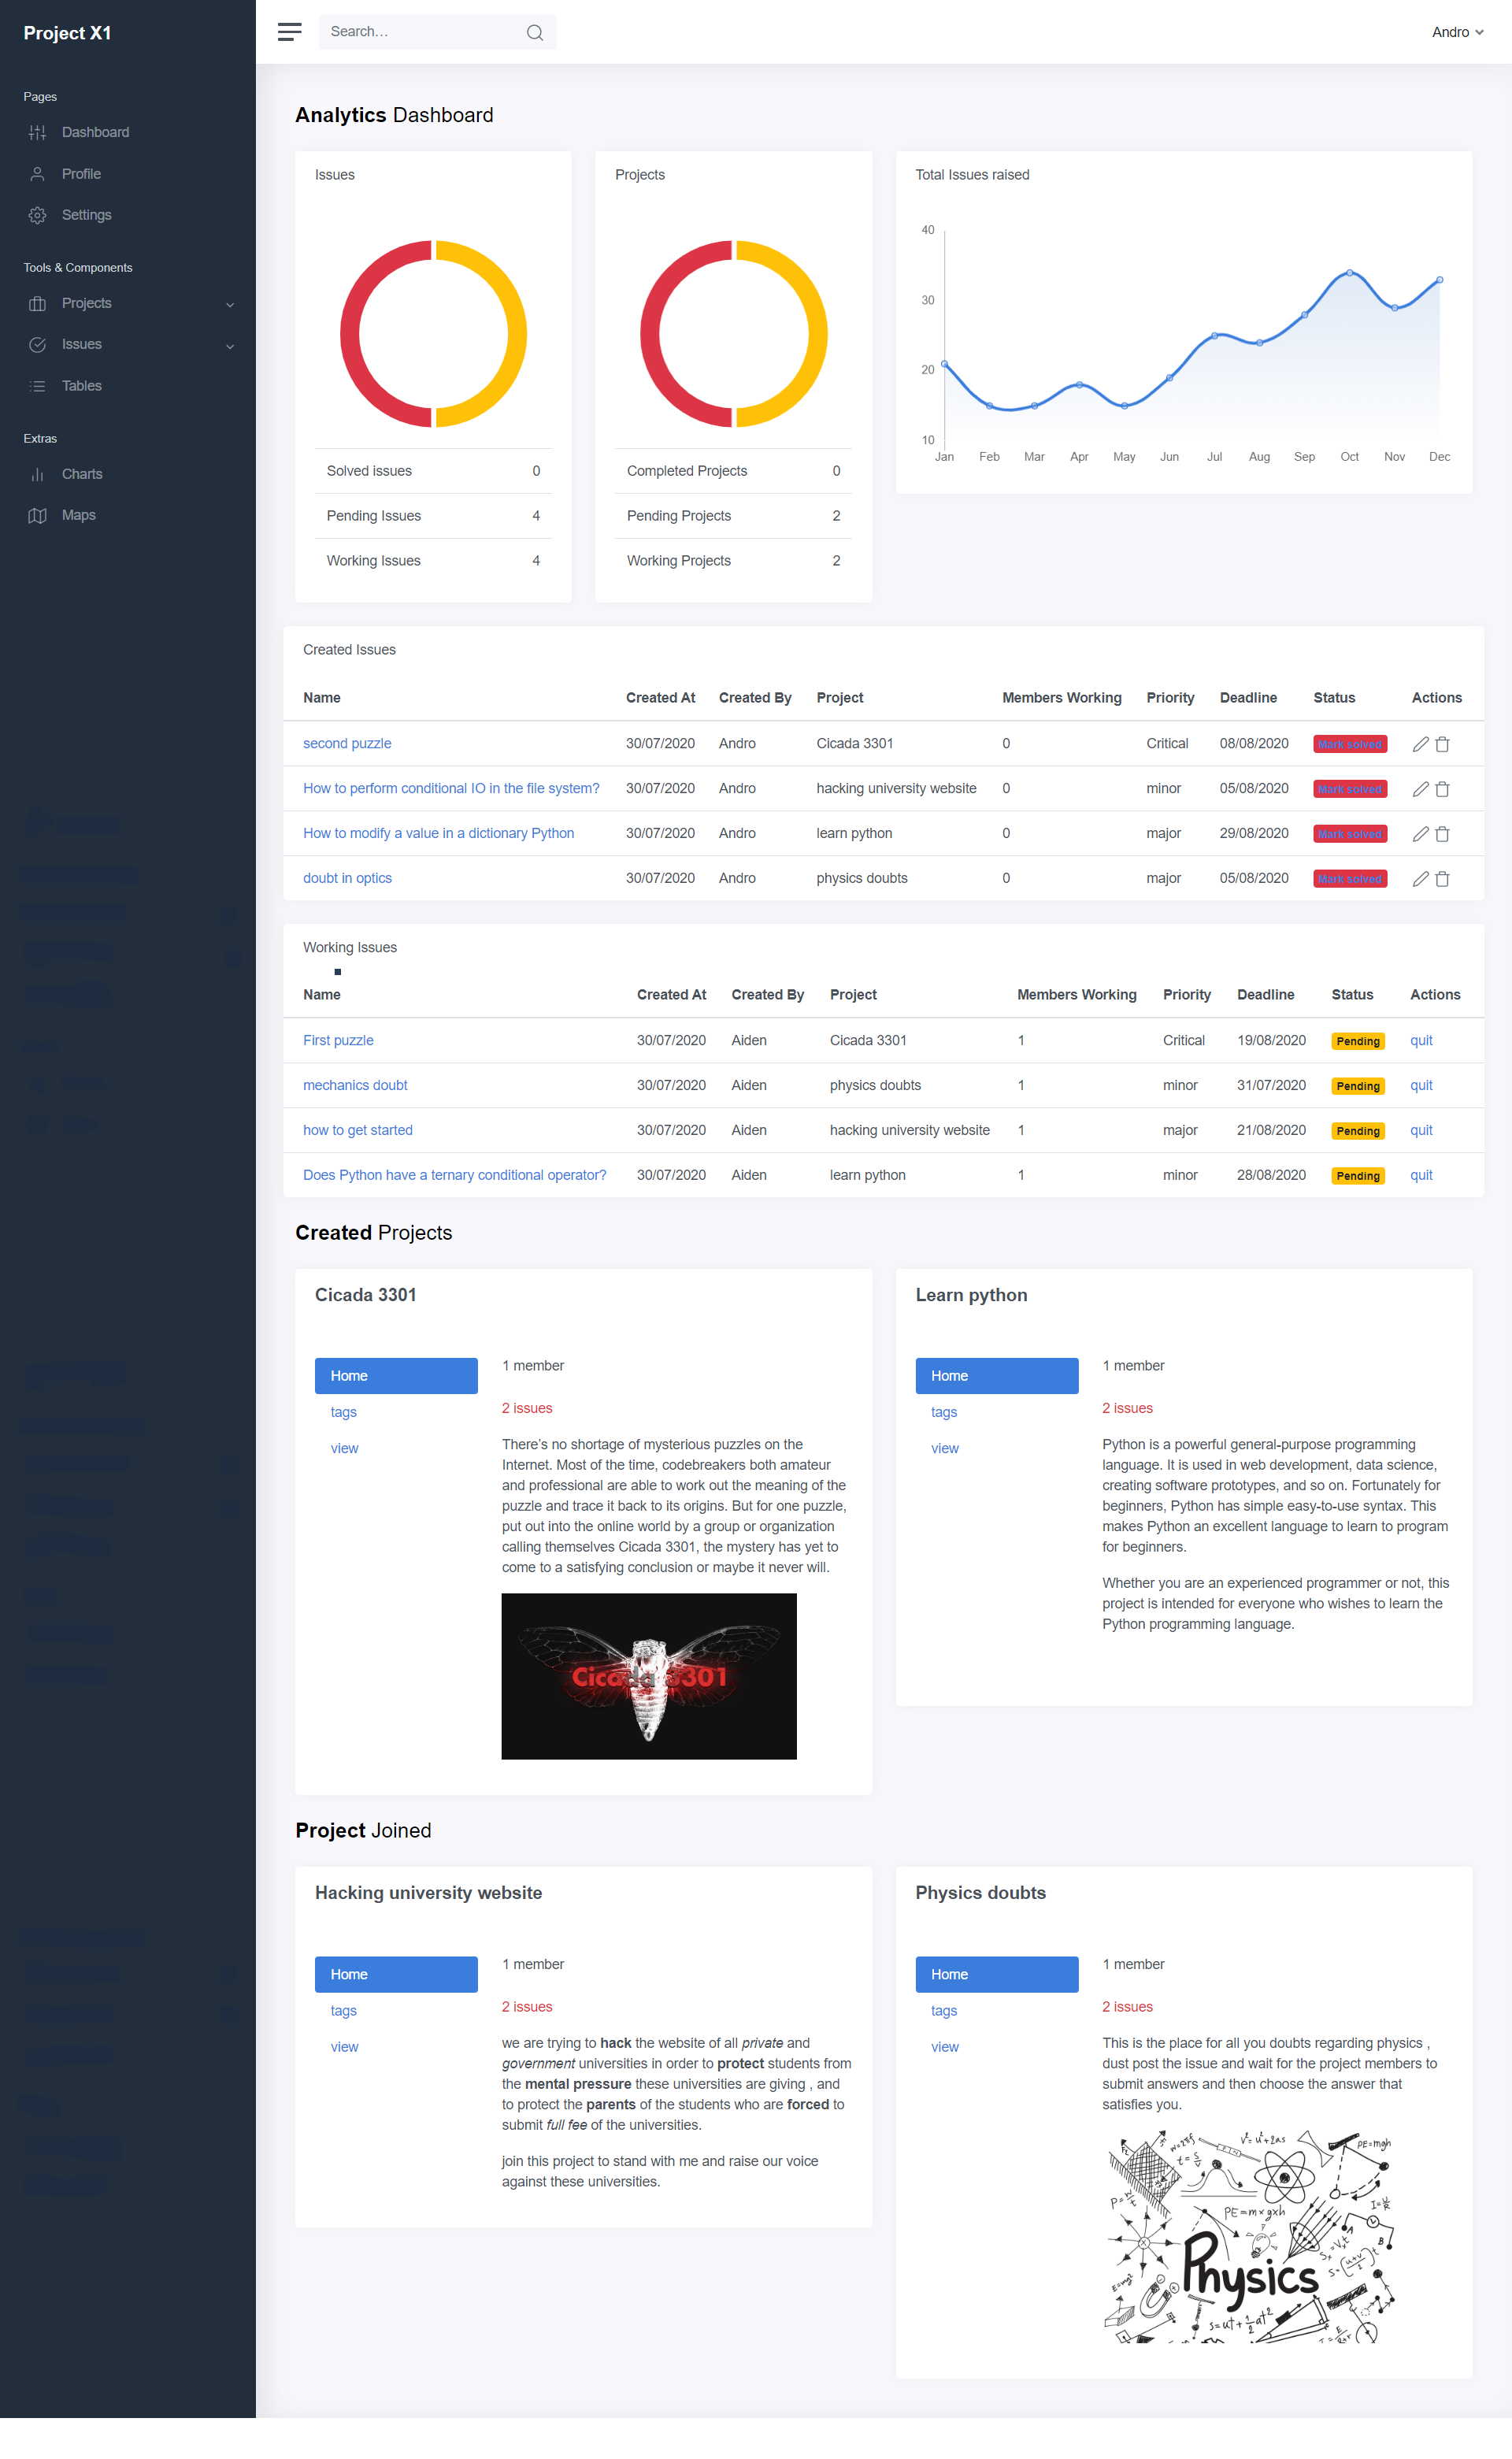 Project X1
Search...
Andro
Pages
Dashboard
Profile
Settings
Tools & Components
Projects
Issues
Tables
Extras
Charts
Maps
Analytics Dashboard
Issues
Solved issues 0
Pending Issues 4
Working Issues 4
Projects
Completed Projects 0
Pending Projects 2
Working Projects 2
Total Issues raised
40
30
20
10
Jan Feb Mar Apr May Jun Jul Aug Sep Oct Nov Dec
Created Issues
Name Created At Created By Project Members Working Priority Deadline Status Actions
second puzzle 30/07/2020 Andro Cicada 3301 0 Critical 08/08/2020 Mark solved
How to perform conditional IO in the file system? 30/07/2020 Andro hacking university website 0 minor 05/08/2020 Mark solved
How to modify a value in a dictionary Python 30/07/2020 Andro learn python 0 major 29/08/2020 Mark solved
doubt in optics 30/07/2020 Andro physics doubts 0 major 05/08/2020 Mark solved
Working Issues
Name Created At Created By Project Members Working Priority Deadline Status Actions
First puzzle 30/07/2020 Aiden Cicada 3301 1 Critical 19/08/2020 Pending quit
mechanics doubt 30/07/2020 Aiden physics doubts 1 minor 31/07/2020 Pending quit
how to get started 30/07/2020 Aiden hacking university website 1 major 21/08/2020 Pending quit
Does Python have a ternary conditional operator? 30/07/2020 Aiden learn python 1 minor 28/08/2020 Pending quit
Created Projects
Cicada 3301
Home
tags
view
1 member
2 issues
There's no shortage of mysterious puzzles on the
Internet. Most of the time, codebreakers both amateur
and professional are able to work out the meaning of the
puzzle and trace it back to its origins. But for one puzzle,
put out into the online world by a group or organization
calling themselves Cicada 3301, the mystery has yet to
come to a satisfying conclusion or maybe it never will.
Cicada 3301
Learn python
Home
tags
view
1 member
2 issues
Python is a powerful general-purpose programming
language. It is used in web development, data science,
creating software prototypes, and so on. Fortunately for
beginners, Python has simple easy-to-use syntax. This
makes Python an excellent language to learn to program
for beginners.
Whether you are an experienced programmer or not, this
project is intended for everyone who wishes to learn the
Python programming language.
Project Joined
Hacking university website
Home
tags
view
1 member
2 issues
we are trying to hack the website of all private and
government universities in order to protect students from
the mental pressure these universities are giving , and
to protect the parents of the students who are forced to
submit full fee of the universities.
join this project to stand with me and raise our voice
against these universities.
Physics doubts
Home
tags
view
1 member
2 issues
This is the place for all you doubts regarding physics ,
dust post the issue and wait for the project members to
submit answers and then choose the answer that
satisfies you.
v²=u²+2as
PE=mgh
PE=m×gxh
A
B
Physics
E=mg²
s=ut+½at²